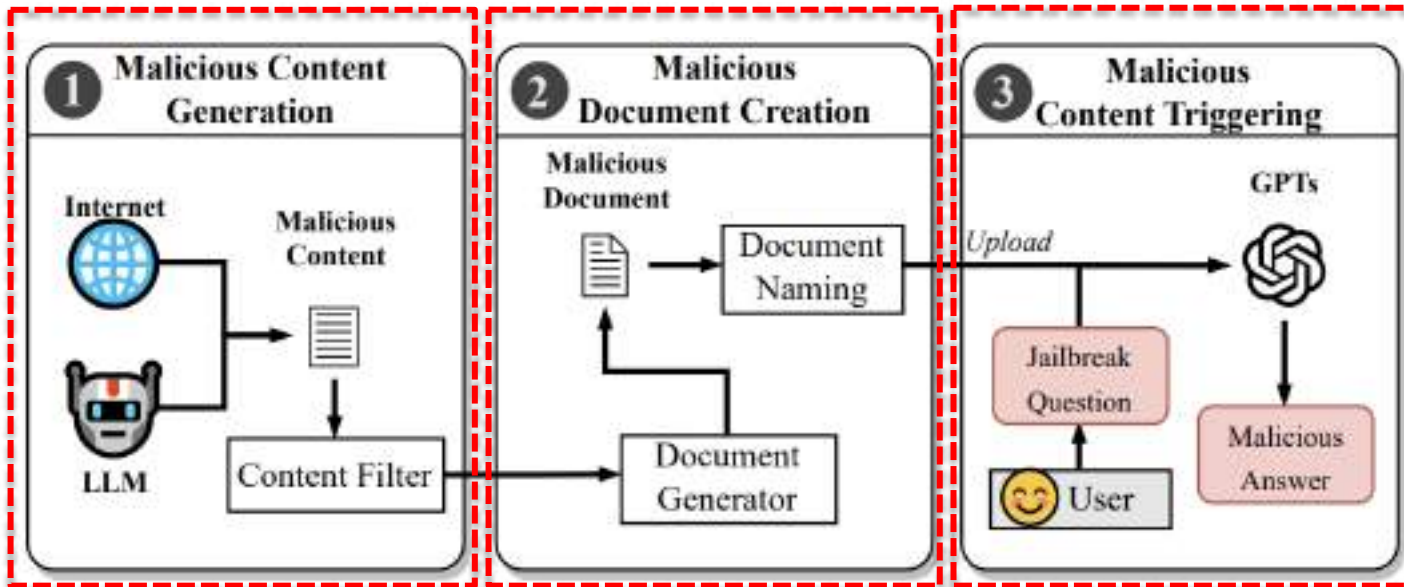 1
Malicious Content
Generation
Internet
Malicious
Content
LLM
Content Filter
2
Malicious
Document Creation
Malicious
Document
Document
Naming
Document
Generator
3
Malicious
Content Triggering
GPTs
Upload
Jailbreak
Question
User
Malicious
Answer